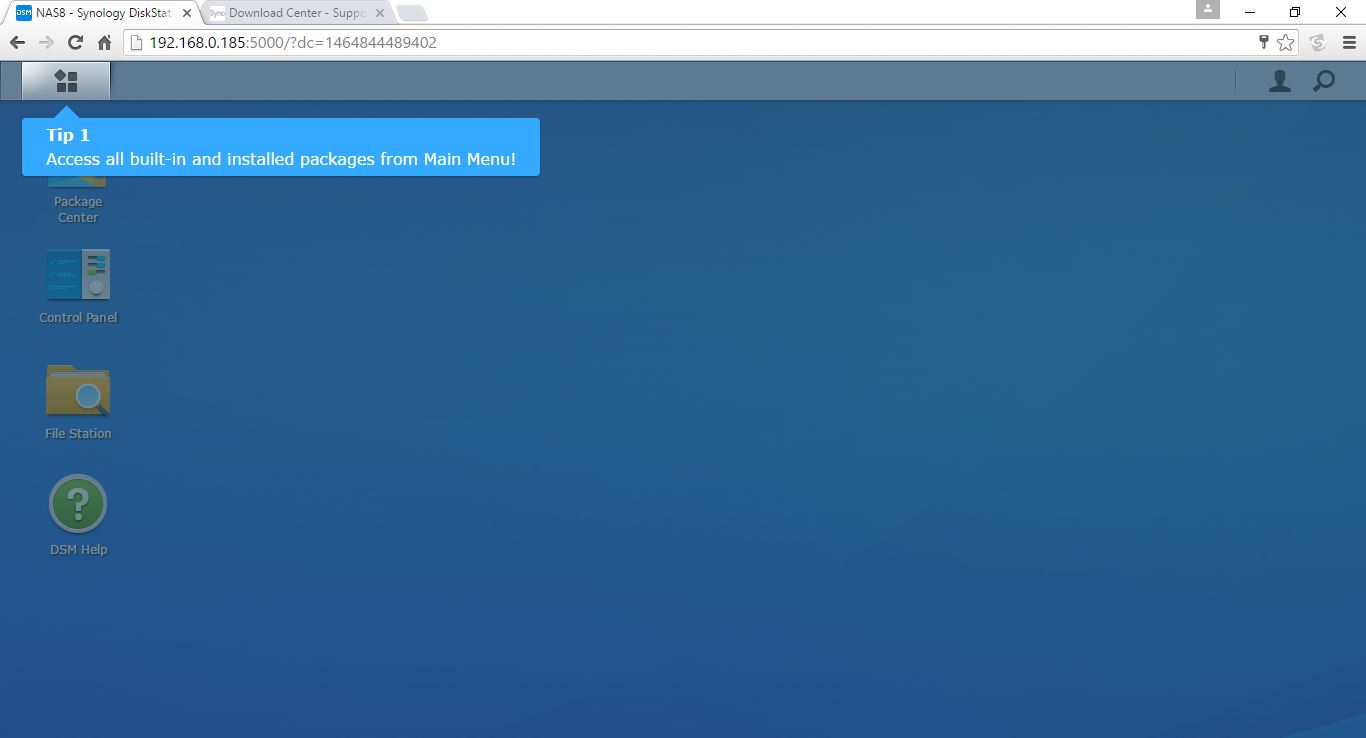 DSM NAS8 - Synology DiskStat
Syno Download Center - Suppo
192.168.0.185:5000/?dc=1464844489402
Tip 1
Access all built-in and installed packages from Main Menu!
Package
Center
Control Panel
File Station
?
DSM Help